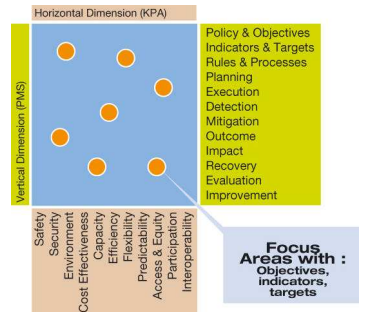 Horizontal Dimension (KPA)
Vertical Dimension (PMS)
Policy & Objectives
Indicators & Targets
Rules & Processes
Planning
Execution
Detection
Mitigation
Outcome
Impact
Recovery
Evaluation
Improvement
Safety
Security
Environment
Cost Effectiveness
Capacity
Efficiency
Flexibility
Predictability
Access & Equity
Participation
Interoperability
Focus
Areas with :
Objectives,
indicators,
targets